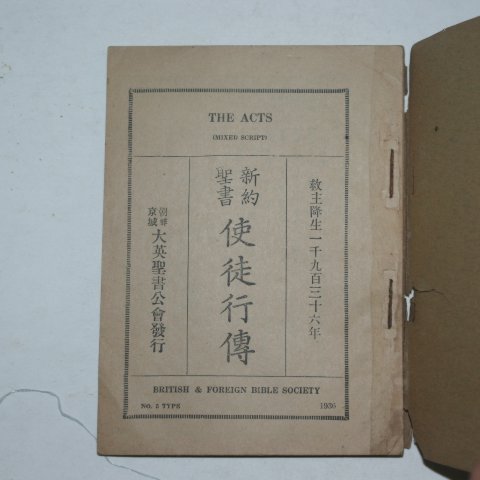 THE ACTS
(MIXED SCRIPT)
救主降生一千九百三十六年
新約
聖書
使徒行傳
朝鮮
京城
大英聖書公會發行
BRITISH & FOREIGN BIBLE SOCIETY
No. 5 TYPE
1936